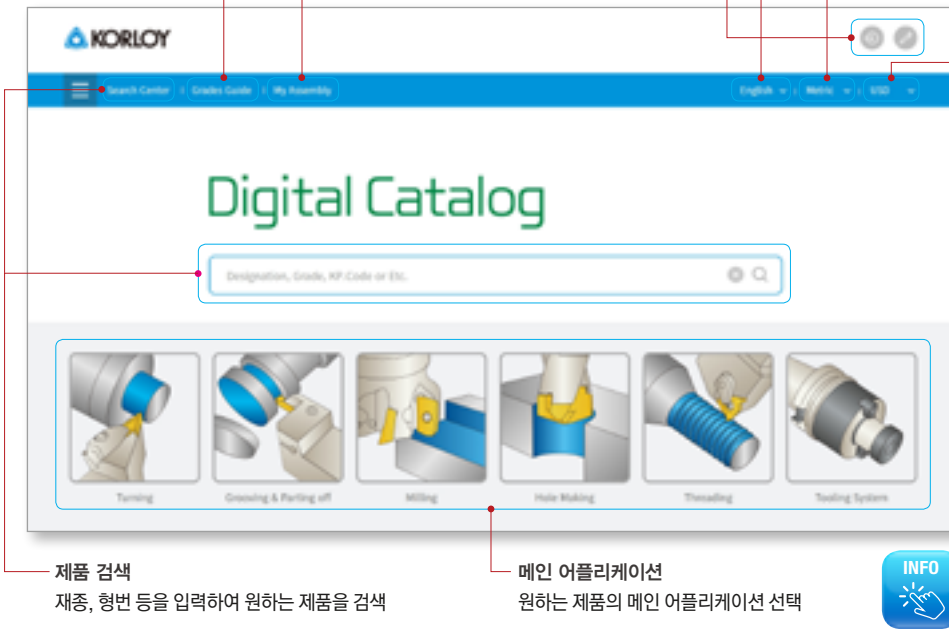 KORLOY
Search Center | Grades Guide | My Assembly
English | Metric | USD
Digital Catalog
Designation, Grade, KP.Code or Etc.
Turning
Grooving & Parting off
Milling
Hole Making
Threading
Tooling System
제품 검색
재종, 형번 등을 입력하여 원하는 제품을 검색
메인 어플리케이션
원하는 제품의 메인 어플리케이션 선택
INFO